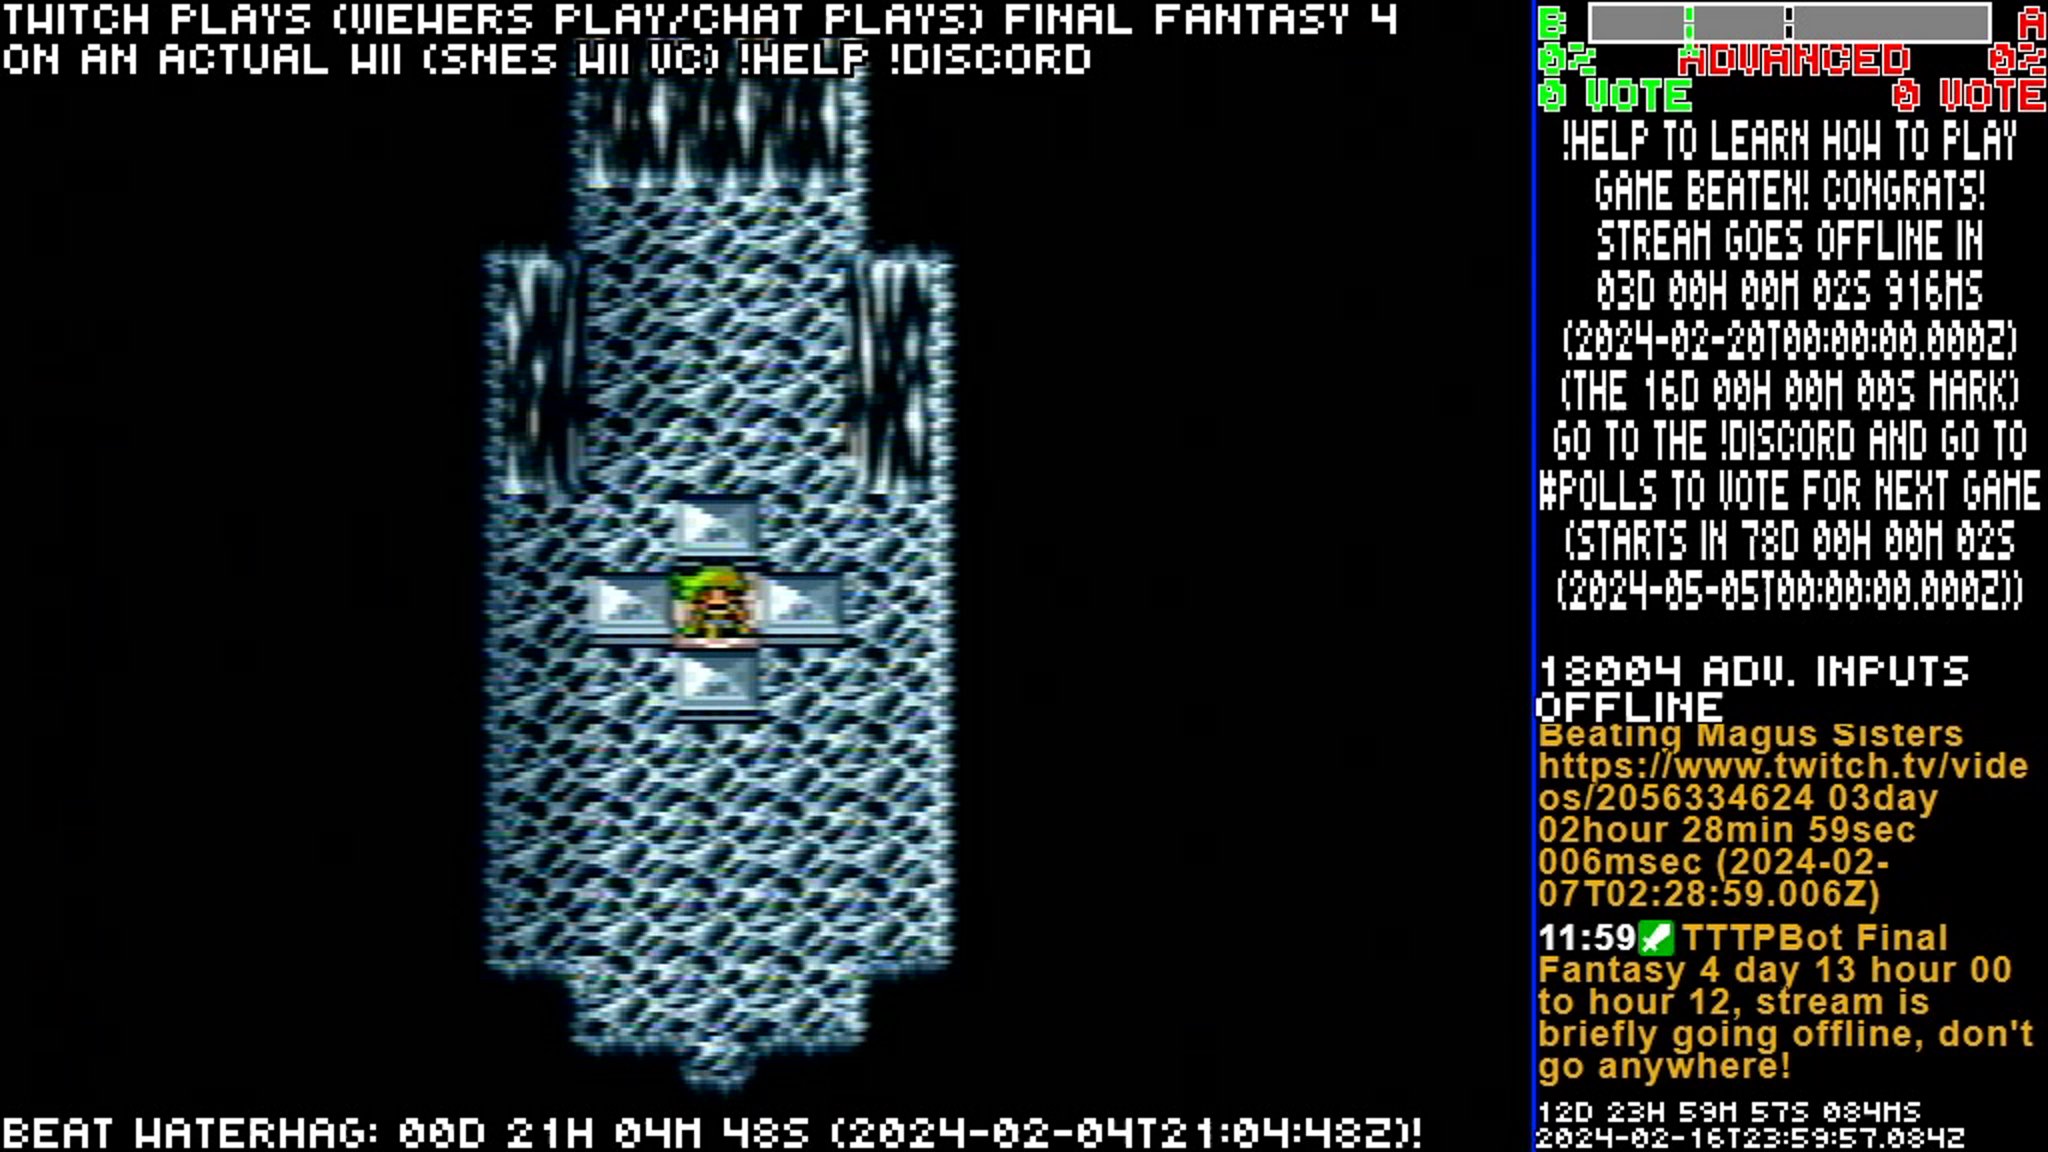 TWITCH PLAYS (VIEWERS PLAY/CHAT PLAYS) FINAL FANTASY 4
ON AN ACTUAL WII (SNES WII VC) !HELP !DISCORD
B A
0% ADVANCED 0%
0 VOTE 0 VOTE
!HELP TO LEARN HOW TO PLAY
GAME BEATEN! CONGRATS!
STREAM GOES OFFLINE IN
03D 00H 00M 02S 916MS
(2024-02-20T00:00:00.000Z)
(THE 16D 00H 00M 00S MARK)
GO TO THE !DISCORD AND GO TO
#POLLS TO VOTE FOR NEXT GAME
(STARTS IN 78D 00H 00M 02S
(2024-05-05T00:00:00.000Z))
18004 ADV. INPUTS
OFFLINE
Beating Magus Sisters
https://www.twitch.tv/vide
os/2056334624 03day
02hour 28min 59sec
006msec (2024-02-
07T02:28:59.006Z)
11:59 TTTPBot Final
Fantasy 4 day 13 hour 00
to hour 12, stream is
briefly going offline, don't
go anywhere!
12D 23H 59M 57S 084MS
2024-02-16T23:59:57.084Z
BEAT WATERHAG: 00D 21H 04M 48S (2024-02-04T21:04:48Z)!